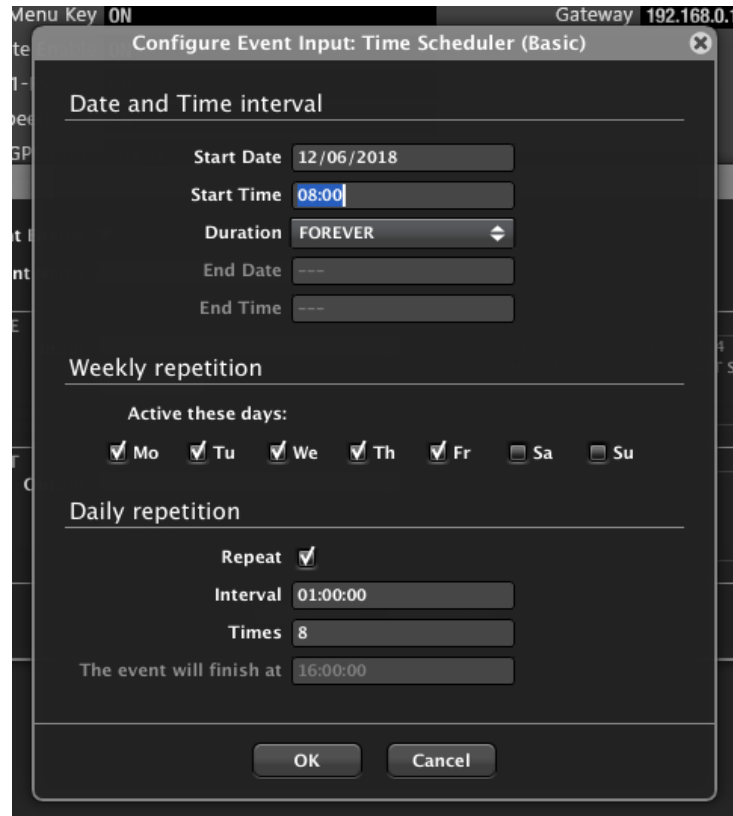 Menu Key ON Gateway 192.168.0.1
Configure Event Input: Time Scheduler (Basic)
Date and Time interval
Start Date 12/06/2018
Start Time 08:00
Duration FOREVER
End Date ---
End Time ---
Weekly repetition
Active these days:
Mo Tu We Th Fr Sa Su
Daily repetition
Repeat
Interval 01:00:00
Times 8
The event will finish at 16:00:00
OK Cancel